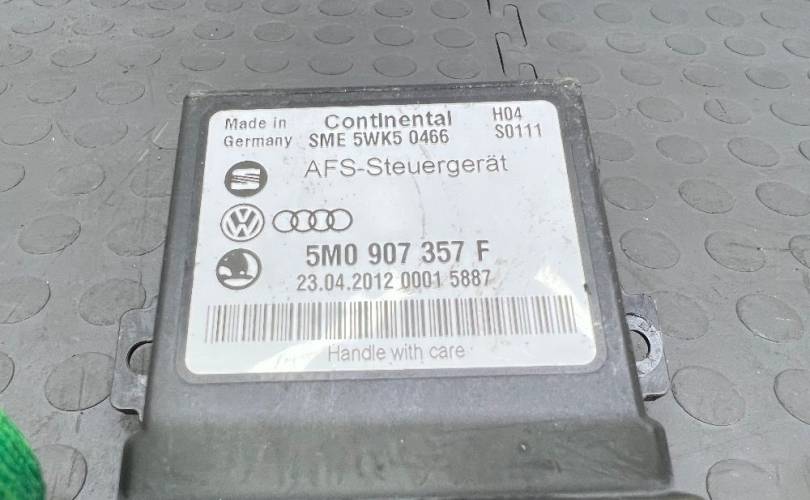 Made in Germany
Continental
SME 5WK5 0466
H04
S0111
AFS-Steuergerät
5M0 907 357 F
23.04.2012 0001 5887
Handle with care